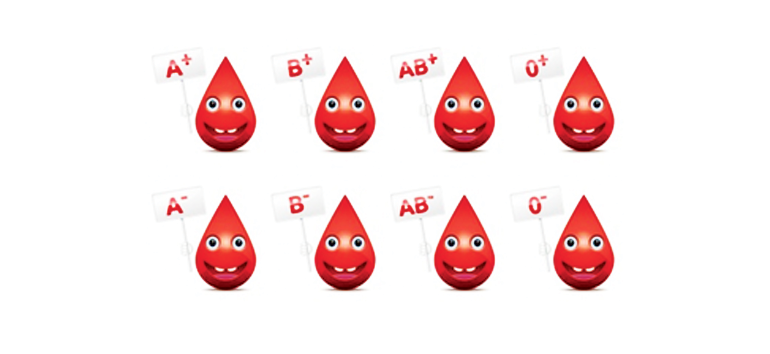 A+
B+
AB+
0+
A-
B-
AB-
0-